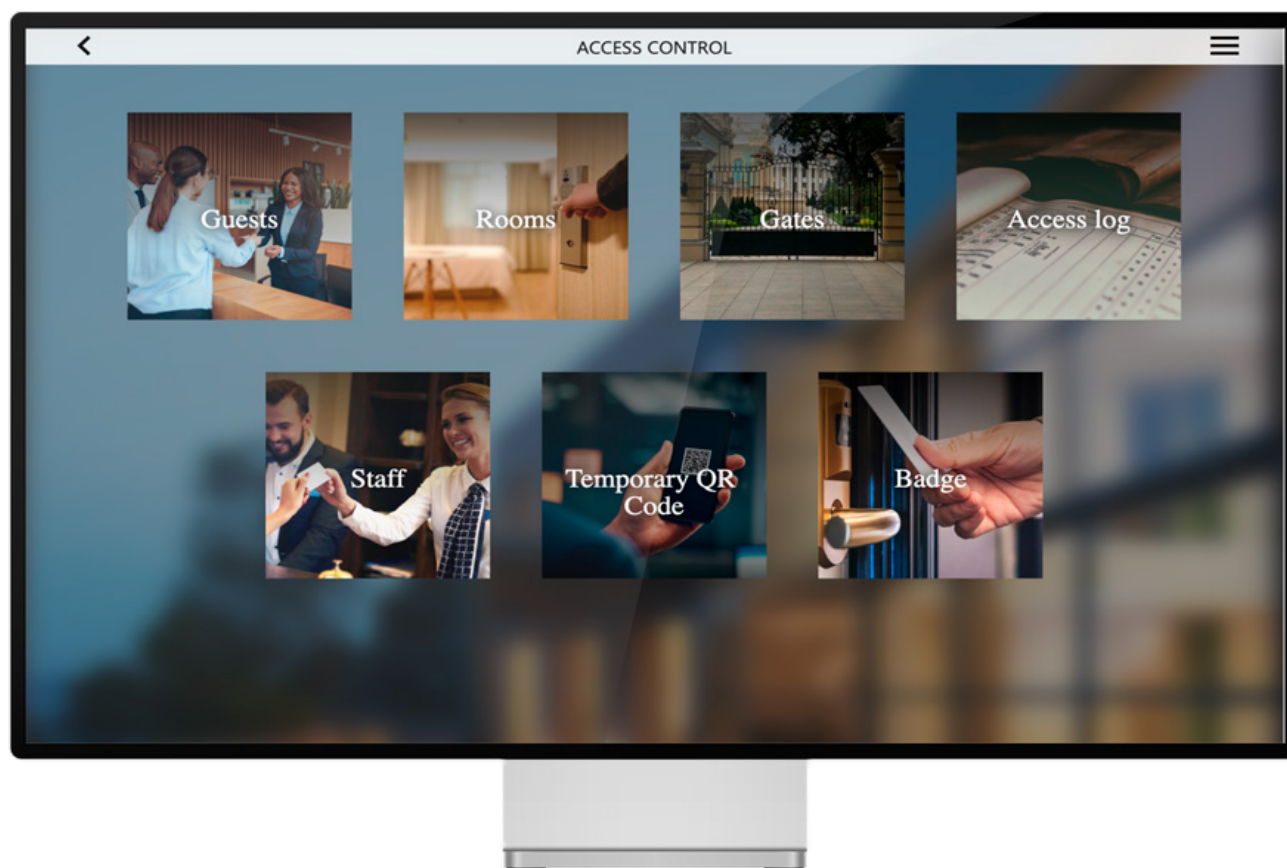 ACCESS CONTROL
Guests
Rooms
Gates
Access log
Staff
Temporary QR
Code
Badge